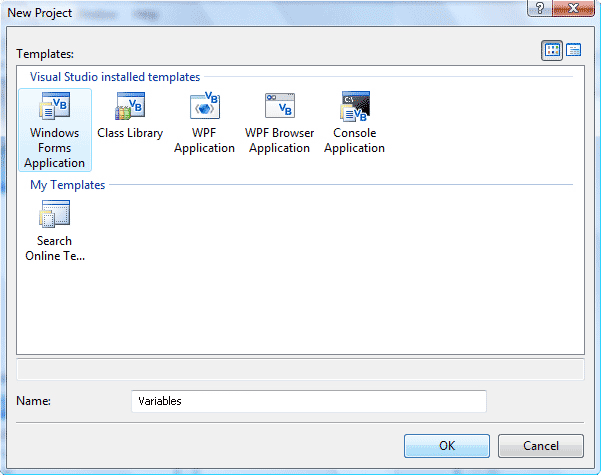 New Project
Templates:
Visual Studio installed templates
Windows Forms Application
Class Library
WPF Application
WPF Browser Application
Console Application
My Templates
Search Online Te...
Name:
Variables
OK
Cancel